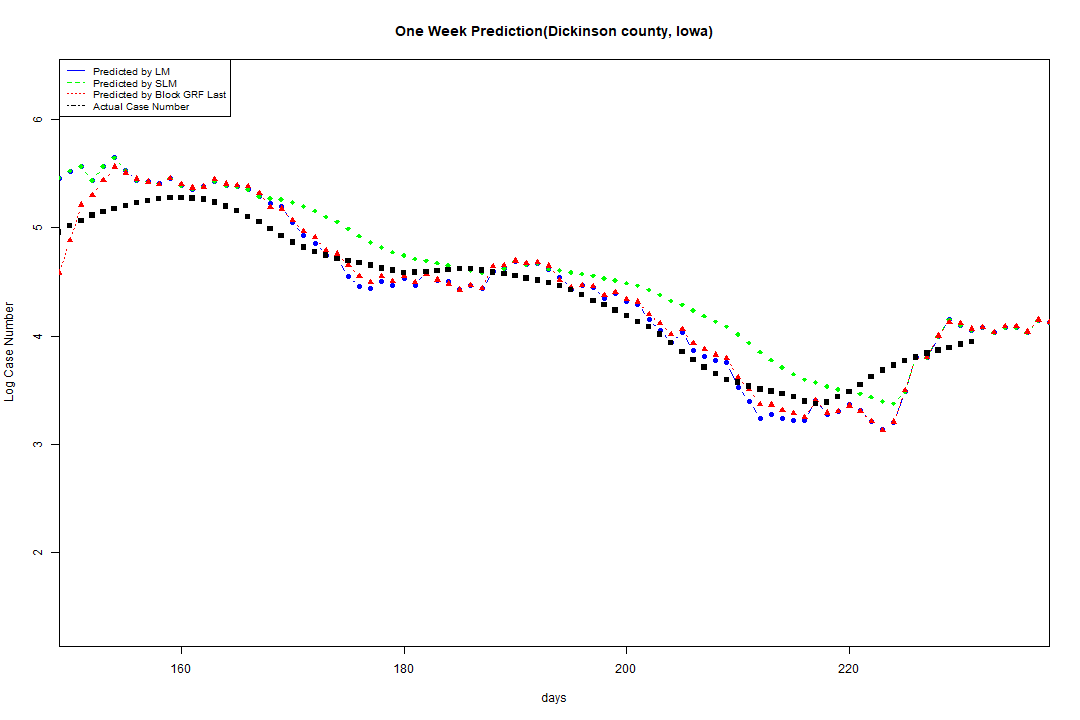 One Week Prediction(Dickinson county, Iowa)
Predicted by LM
Predicted by SLM
Predicted by Block GRF Last
Actual Case Number
6
5
4
3
2
Log Case Number
160 180 200 220
days